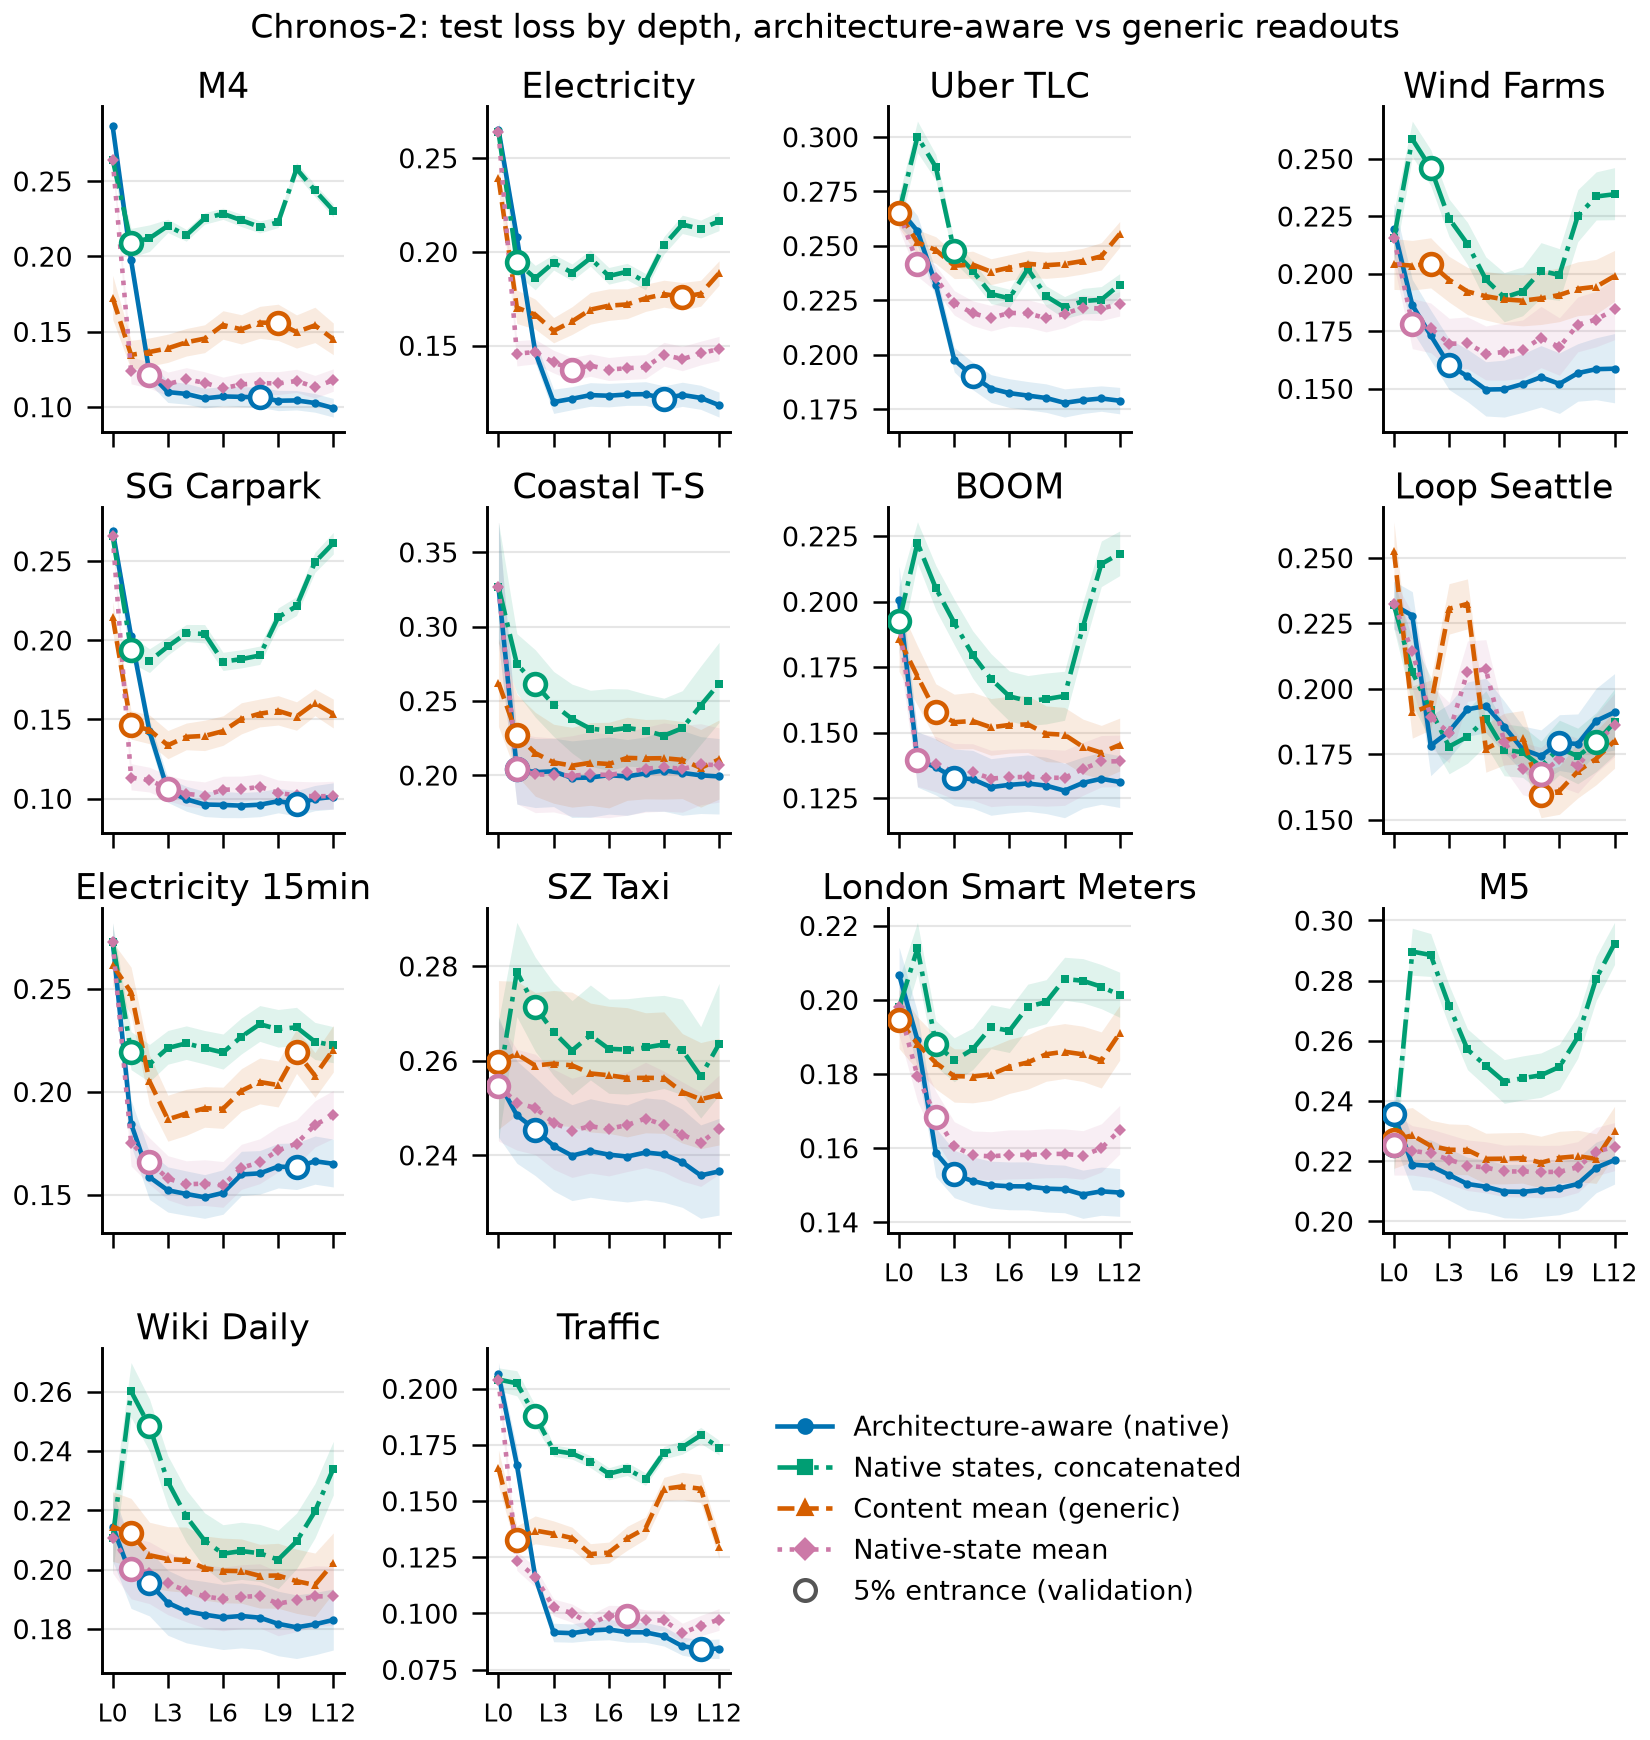 Chronos-2: test loss by depth, architecture-aware vs generic readouts
M4
Electricity
Uber TLC
Wind Farms
0.25
0.20
0.15
0.10
0.25
0.20
0.15
0.300
0.275
0.250
0.225
0.200
0.175
0.250
0.225
0.200
0.175
0.150
SG Carpark
Coastal T-S
BOOM
Loop Seattle
0.25
0.20
0.15
0.10
0.35
0.30
0.25
0.20
0.225
0.200
0.175
0.150
0.125
0.250
0.225
0.200
0.175
0.150
Electricity 15min
SZ Taxi
London Smart Meters
M5
0.25
0.20
0.15
0.28
0.26
0.24
0.22
0.20
0.18
0.16
0.14
L0 L3 L6 L9 L12
0.30
0.28
0.26
0.24
0.22
0.20
L0 L3 L6 L9 L12
Wiki Daily
Traffic
0.26
0.24
0.22
0.20
0.18
L0 L3 L6 L9 L12
0.200
0.175
0.150
0.125
0.100
0.075
L0 L3 L6 L9 L12
Architecture-aware (native)
Native states, concatenated
Content mean (generic)
Native-state mean
5% entrance (validation)